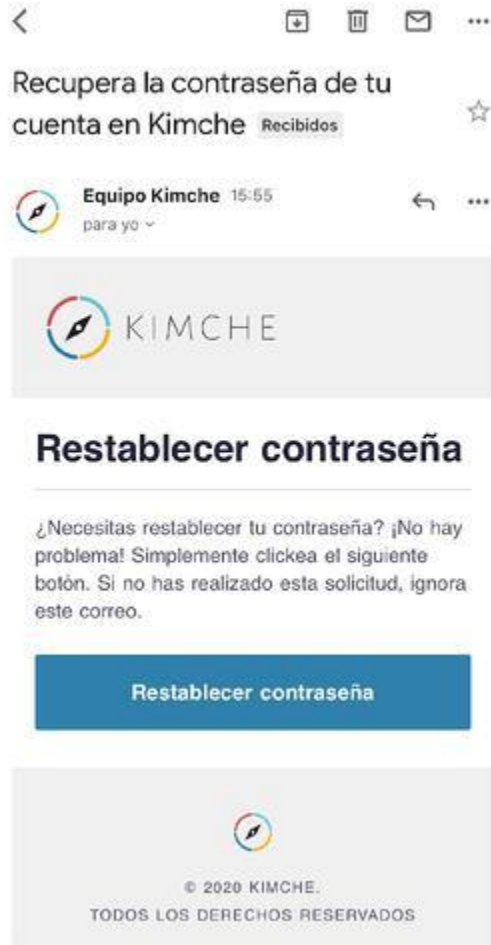 Recupera la contraseña de tu
cuenta en Kimche Recibidos
Equipo Kimche 15:55
para yo
KIMCHE
Restablecer contraseña
¿Necesitas restablecer tu contraseña? ¡No hay
problema! Simplemente clickea el siguiente
botón. Si no has realizado esta solicitud, ignora
este correo.
Restablecer contraseña
© 2020 KIMCHE.
TODOS LOS DERECHOS RESERVADOS